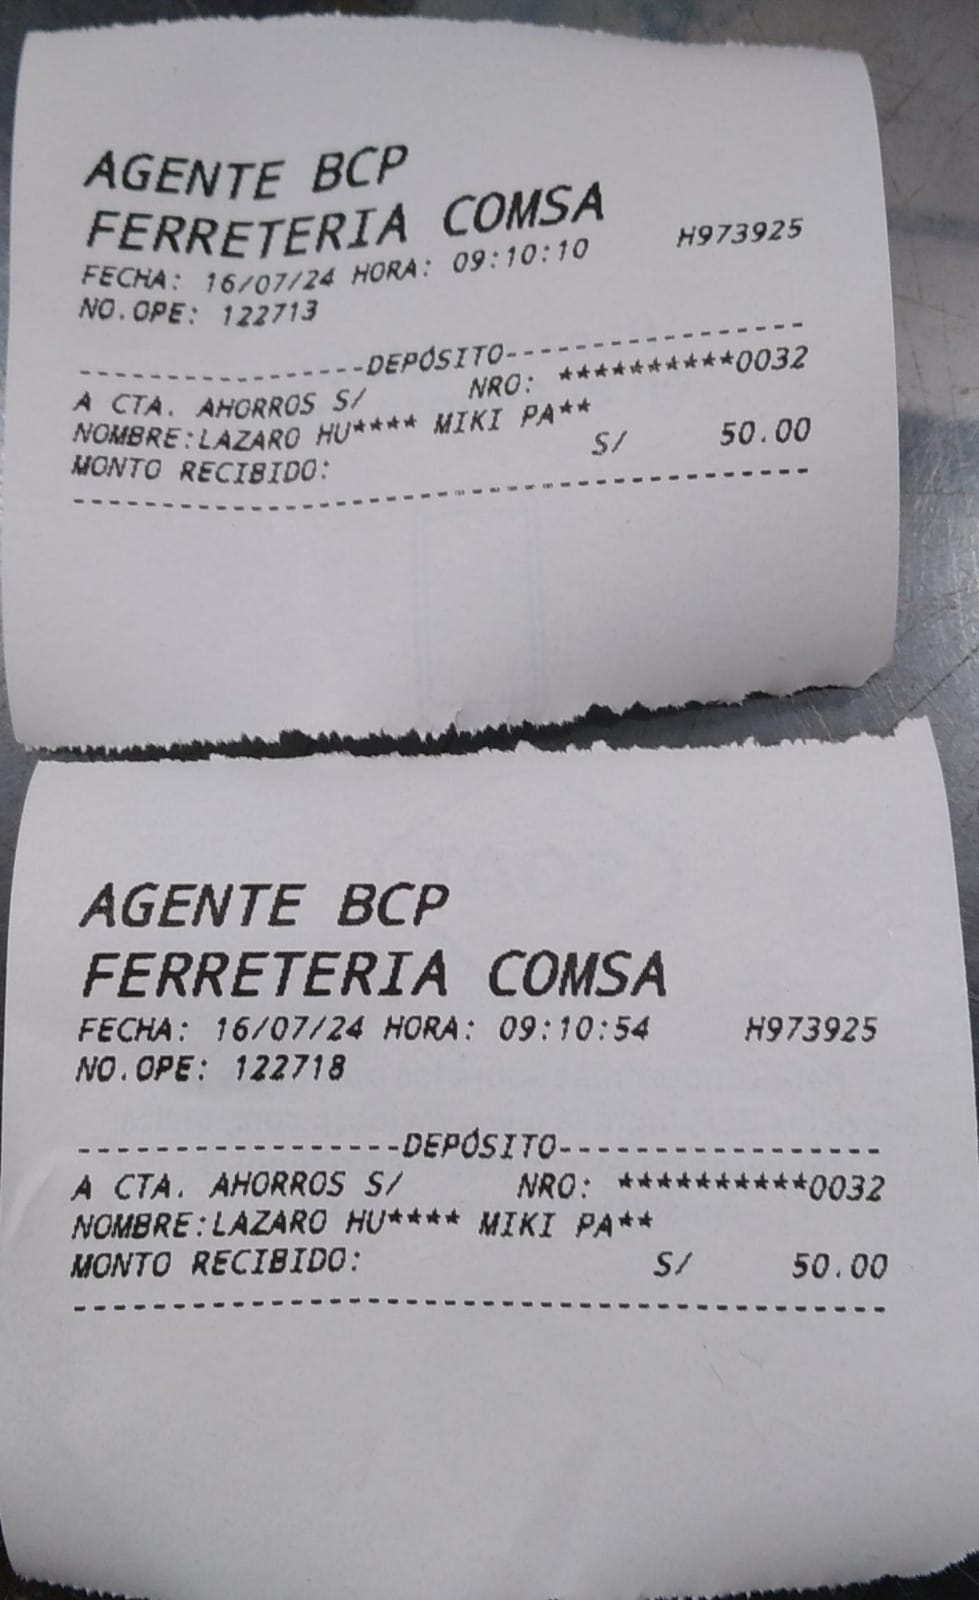 AGENTE BCP
FERRETERIA COMSA
FECHA: 16/07/24 HORA: 09:10:10 H973925
NO.OPE: 122713
-----------------DEPÓSITO-----------------
A CTA. AHORROS S/ NRO: **********0032
NOMBRE:LAZARO HU**** MIKI PA**
MONTO RECIBIDO: S/ 50.00
------------------------------------------
AGENTE BCP
FERRETERIA COMSA
FECHA: 16/07/24 HORA: 09:10:54 H973925
NO.OPE: 122718
-----------------DEPÓSITO-----------------
A CTA. AHORROS S/ NRO: **********0032
NOMBRE:LAZARO HU**** MIKI PA**
MONTO RECIBIDO: S/ 50.00
------------------------------------------